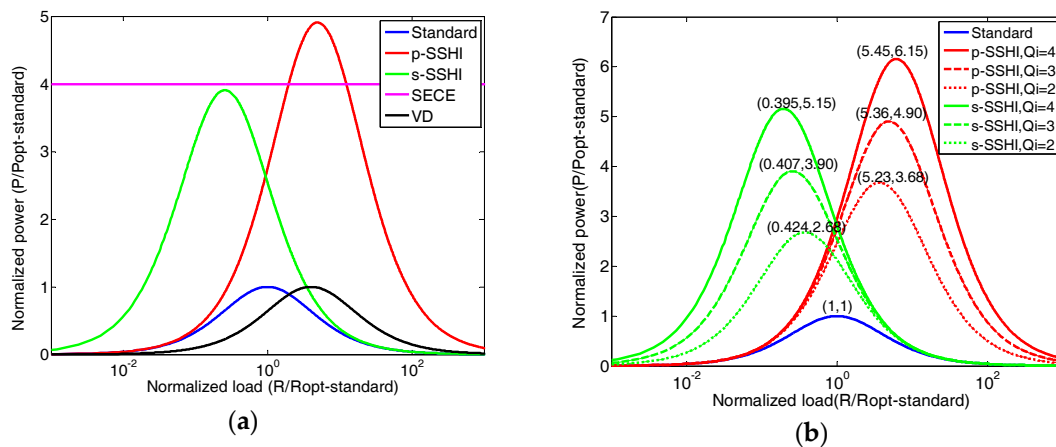 5
4
3
2
1
0
Normalized power (P/Popt-standard)
Standard
p-SSHI
s-SSHI
SECE
VD
10^-2
10^0
10^2
Normalized load (R/Ropt-standard)
(a)
7
6
5
4
3
2
1
0
Normalized power(P/Popt-standard)
Standard
p-SSHI,Qi=4
p-SSHI,Qi=3
p-SSHI,Qi=2
s-SSHI,Qi=4
s-SSHI,Qi=3
s-SSHI,Qi=2
(5.45,6.15)
(0.395,5.15)
(5.36,4.90)
(0.407,3.90)
(5.23,3.68)
(0.424,2.68)
(1,1)
10^-2
10^0
10^2
Normalized load(R/Ropt-standard)
(b)